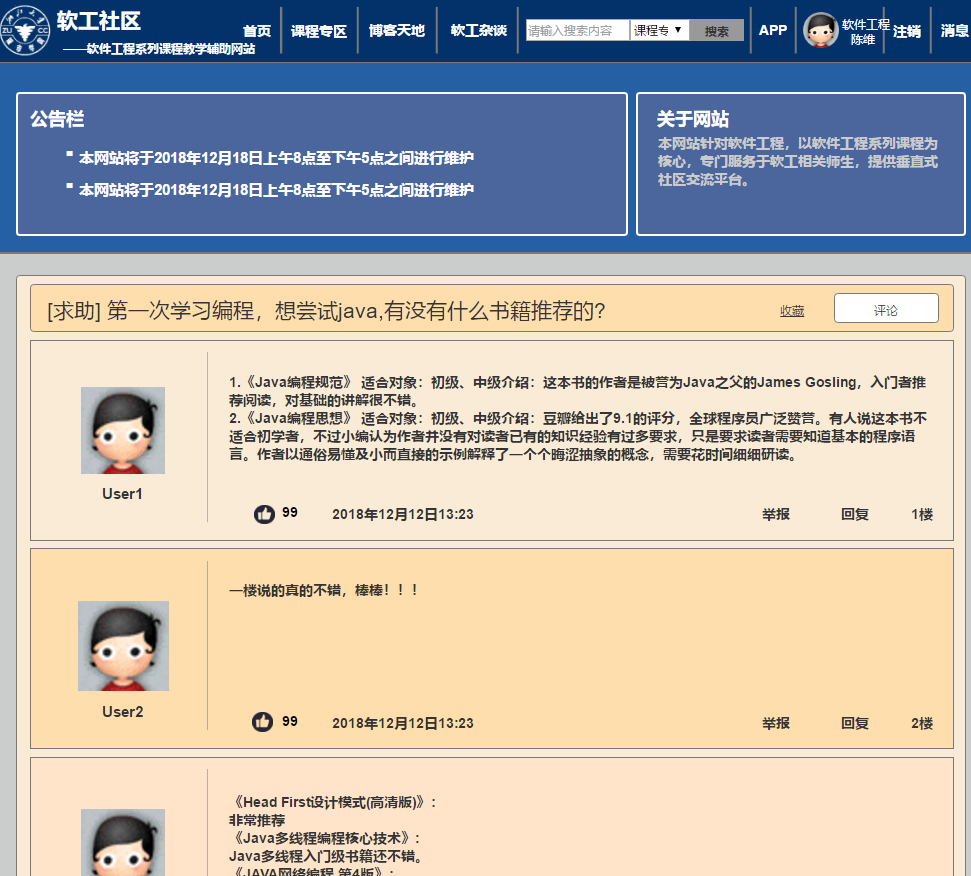 软工社区
——软件工程系列课程教学辅助网站
首页
课程专区
博客天地
软工杂谈
请输入搜索内容
课程专
搜索
APP
软件工程
陈维
注销
消息
公告栏
本网站将于2018年12月18日上午8点至下午5点之间进行维护
本网站将于2018年12月18日上午8点至下午5点之间进行维护
关于网站
本网站针对软件工程，以软件工程系列课程为
核心，专门服务于软工相关师生，提供垂直式
社区交流平台。
[求助] 第一次学习编程，想尝试java,有没有什么书籍推荐的?
收藏
评论
1.《Java编程规范》 适合对象：初级、中级介绍：这本书的作者是被誉为Java之父的James Gosling，入门者推
荐阅读，对基础的讲解很不错。
2.《Java编程思想》 适合对象：初级、中级介绍：豆瓣给出了9.1的评分，全球程序员广泛赞誉。有人说这本书不
适合初学者，不过小编认为作者并没有对读者已有的知识经验有过多要求，只是要求读者需要知道基本的程序语
言。作者以通俗易懂及小而直接的示例解释了一个个晦涩抽象的概念，需要花时间细细研读。
User1
99
2018年12月12日13:23
举报
回复
1楼
一楼说的真的不错，棒棒！！！
User2
99
2018年12月12日13:23
举报
回复
2楼
《Head First设计模式(高清版)》：
非常推荐
《Java多线程编程核心技术》：
Java多线程入门级书籍还不错。
《JAVA网络编程 第4版》：